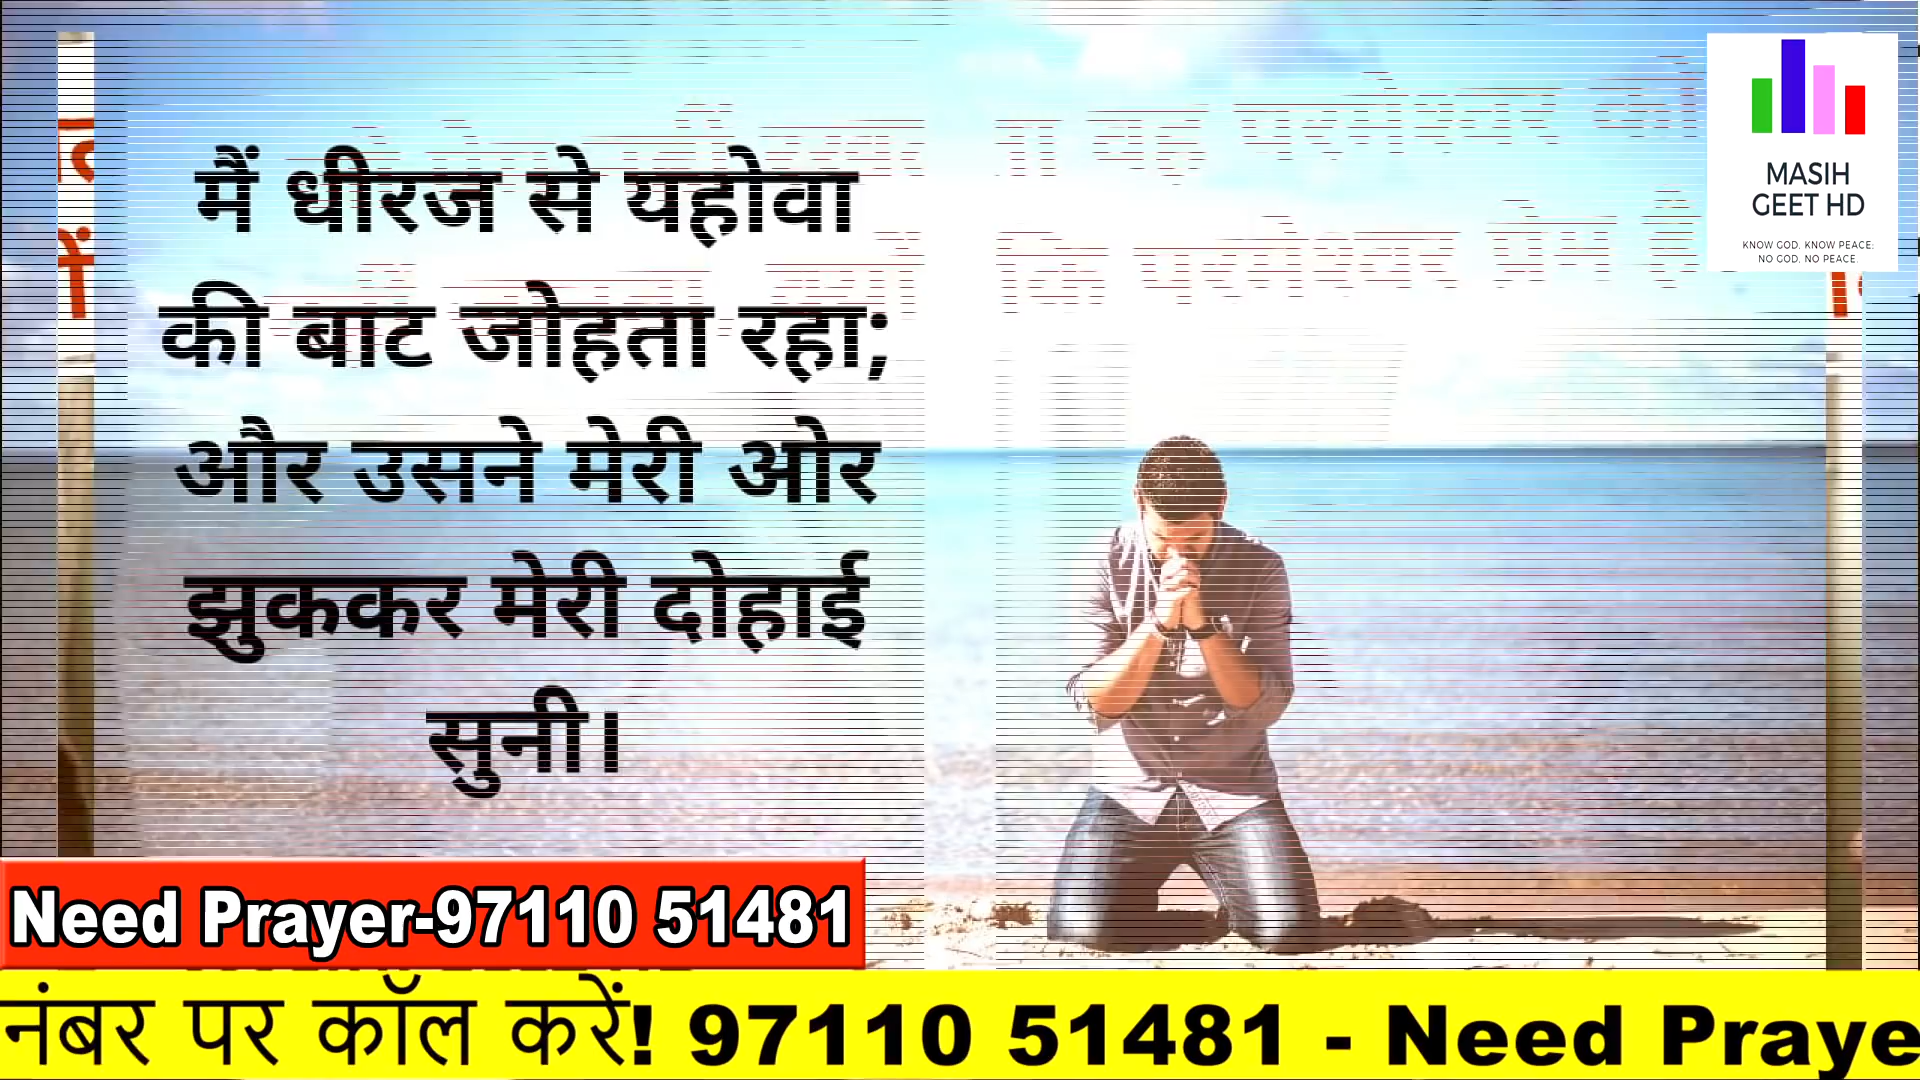 मैं धीरज से यहोवा
की बाट जोहता रहा;
और उसने मेरी ओर
झुककर मेरी दोहाई
सुनी।
MASIH
GEET HD
KNOW GOD, KNOW PEACE;
NO GOD, NO PEACE.
Need Prayer-97110 51481
नंबर पर कॉल करें! 97110 51481 - Need Praye